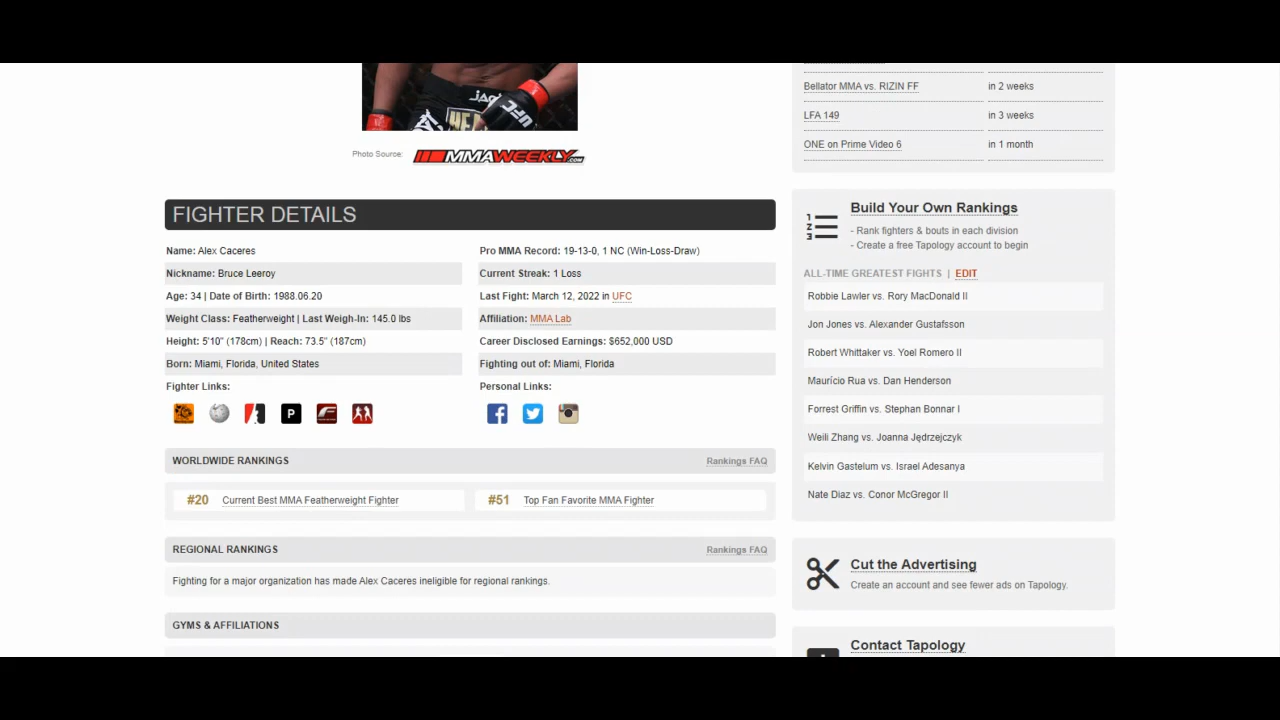 Photo Source:
MMAWEEKLY.COM
FIGHTER DETAILS
Name: Alex Caceres
Nickname: Bruce Leeroy
Age: 34 | Date of Birth: 1988.06.20
Weight Class: Featherweight | Last Weigh-In: 145.0 lbs
Height: 5'10" (178cm) | Reach: 73.5" (187cm)
Born: Miami, Florida, United States
Fighter Links:
P
Pro MMA Record: 19-13-0, 1 NC (Win-Loss-Draw)
Current Streak: 1 Loss
Last Fight: March 12, 2022 in UFC
Affiliation: MMA Lab
Career Disclosed Earnings: $652,000 USD
Fighting out of: Miami, Florida
Personal Links:
WORLDWIDE RANKINGS Rankings FAQ
#20 Current Best MMA Featherweight Fighter
#51 Top Fan Favorite MMA Fighter
REGIONAL RANKINGS Rankings FAQ
Fighting for a major organization has made Alex Caceres ineligible for regional rankings.
GYMS & AFFILIATIONS
Bellator MMA vs. RIZIN FF in 2 weeks
LFA 149 in 3 weeks
ONE on Prime Video 6 in 1 month
Build Your Own Rankings
- Rank fighters & bouts in each division
- Create a free Tapology account to begin
ALL-TIME GREATEST FIGHTS | EDIT
Robbie Lawler vs. Rory MacDonald II
Jon Jones vs. Alexander Gustafsson
Robert Whittaker vs. Yoel Romero II
Maurício Rua vs. Dan Henderson
Forrest Griffin vs. Stephan Bonnar I
Weili Zhang vs. Joanna Jędrzejczyk
Kelvin Gastelum vs. Israel Adesanya
Nate Diaz vs. Conor McGregor II
Cut the Advertising
Create an account and see fewer ads on Tapology.
Contact Tapology